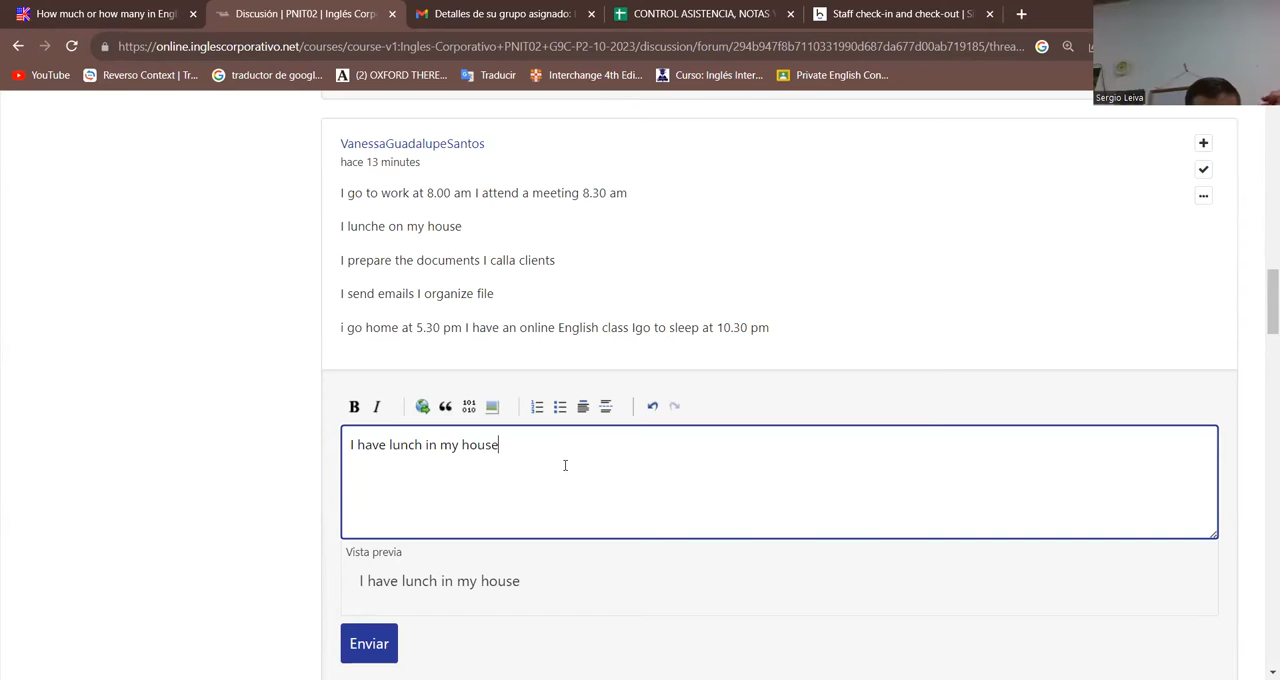 How much or how many in Engl
Discusión | PNIT02 | Inglés Corp
Detalles de su grupo asignado:
CONTROL ASISTENCIA, NOTAS Y
Staff check-in and check-out | Si
https://online.inglescorporativo.net/courses/course-v1:Ingles-Corporativo+PNIT02+G9C-P2-10-2023/discussion/forum/294b947f8b7110331990d687da677d00ab719185/threa...
YouTube
Reverso Context | Tr...
traductor de googl...
(2) OXFORD THERE...
Traducir
Interchange 4th Edi...
Curso: Inglés Inter...
Private English Con...
Sergio Leiva
VanessaGuadalupeSantos
hace 13 minutes
I go to work at 8.00 am I attend a meeting 8.30 am
I lunche on my house
I prepare the documents I calla clients
I send emails I organize file
i go home at 5.30 pm I have an online English class Igo to sleep at 10.30 pm
B I
101
010
I have lunch in my house
Vista previa
I have lunch in my house
Enviar